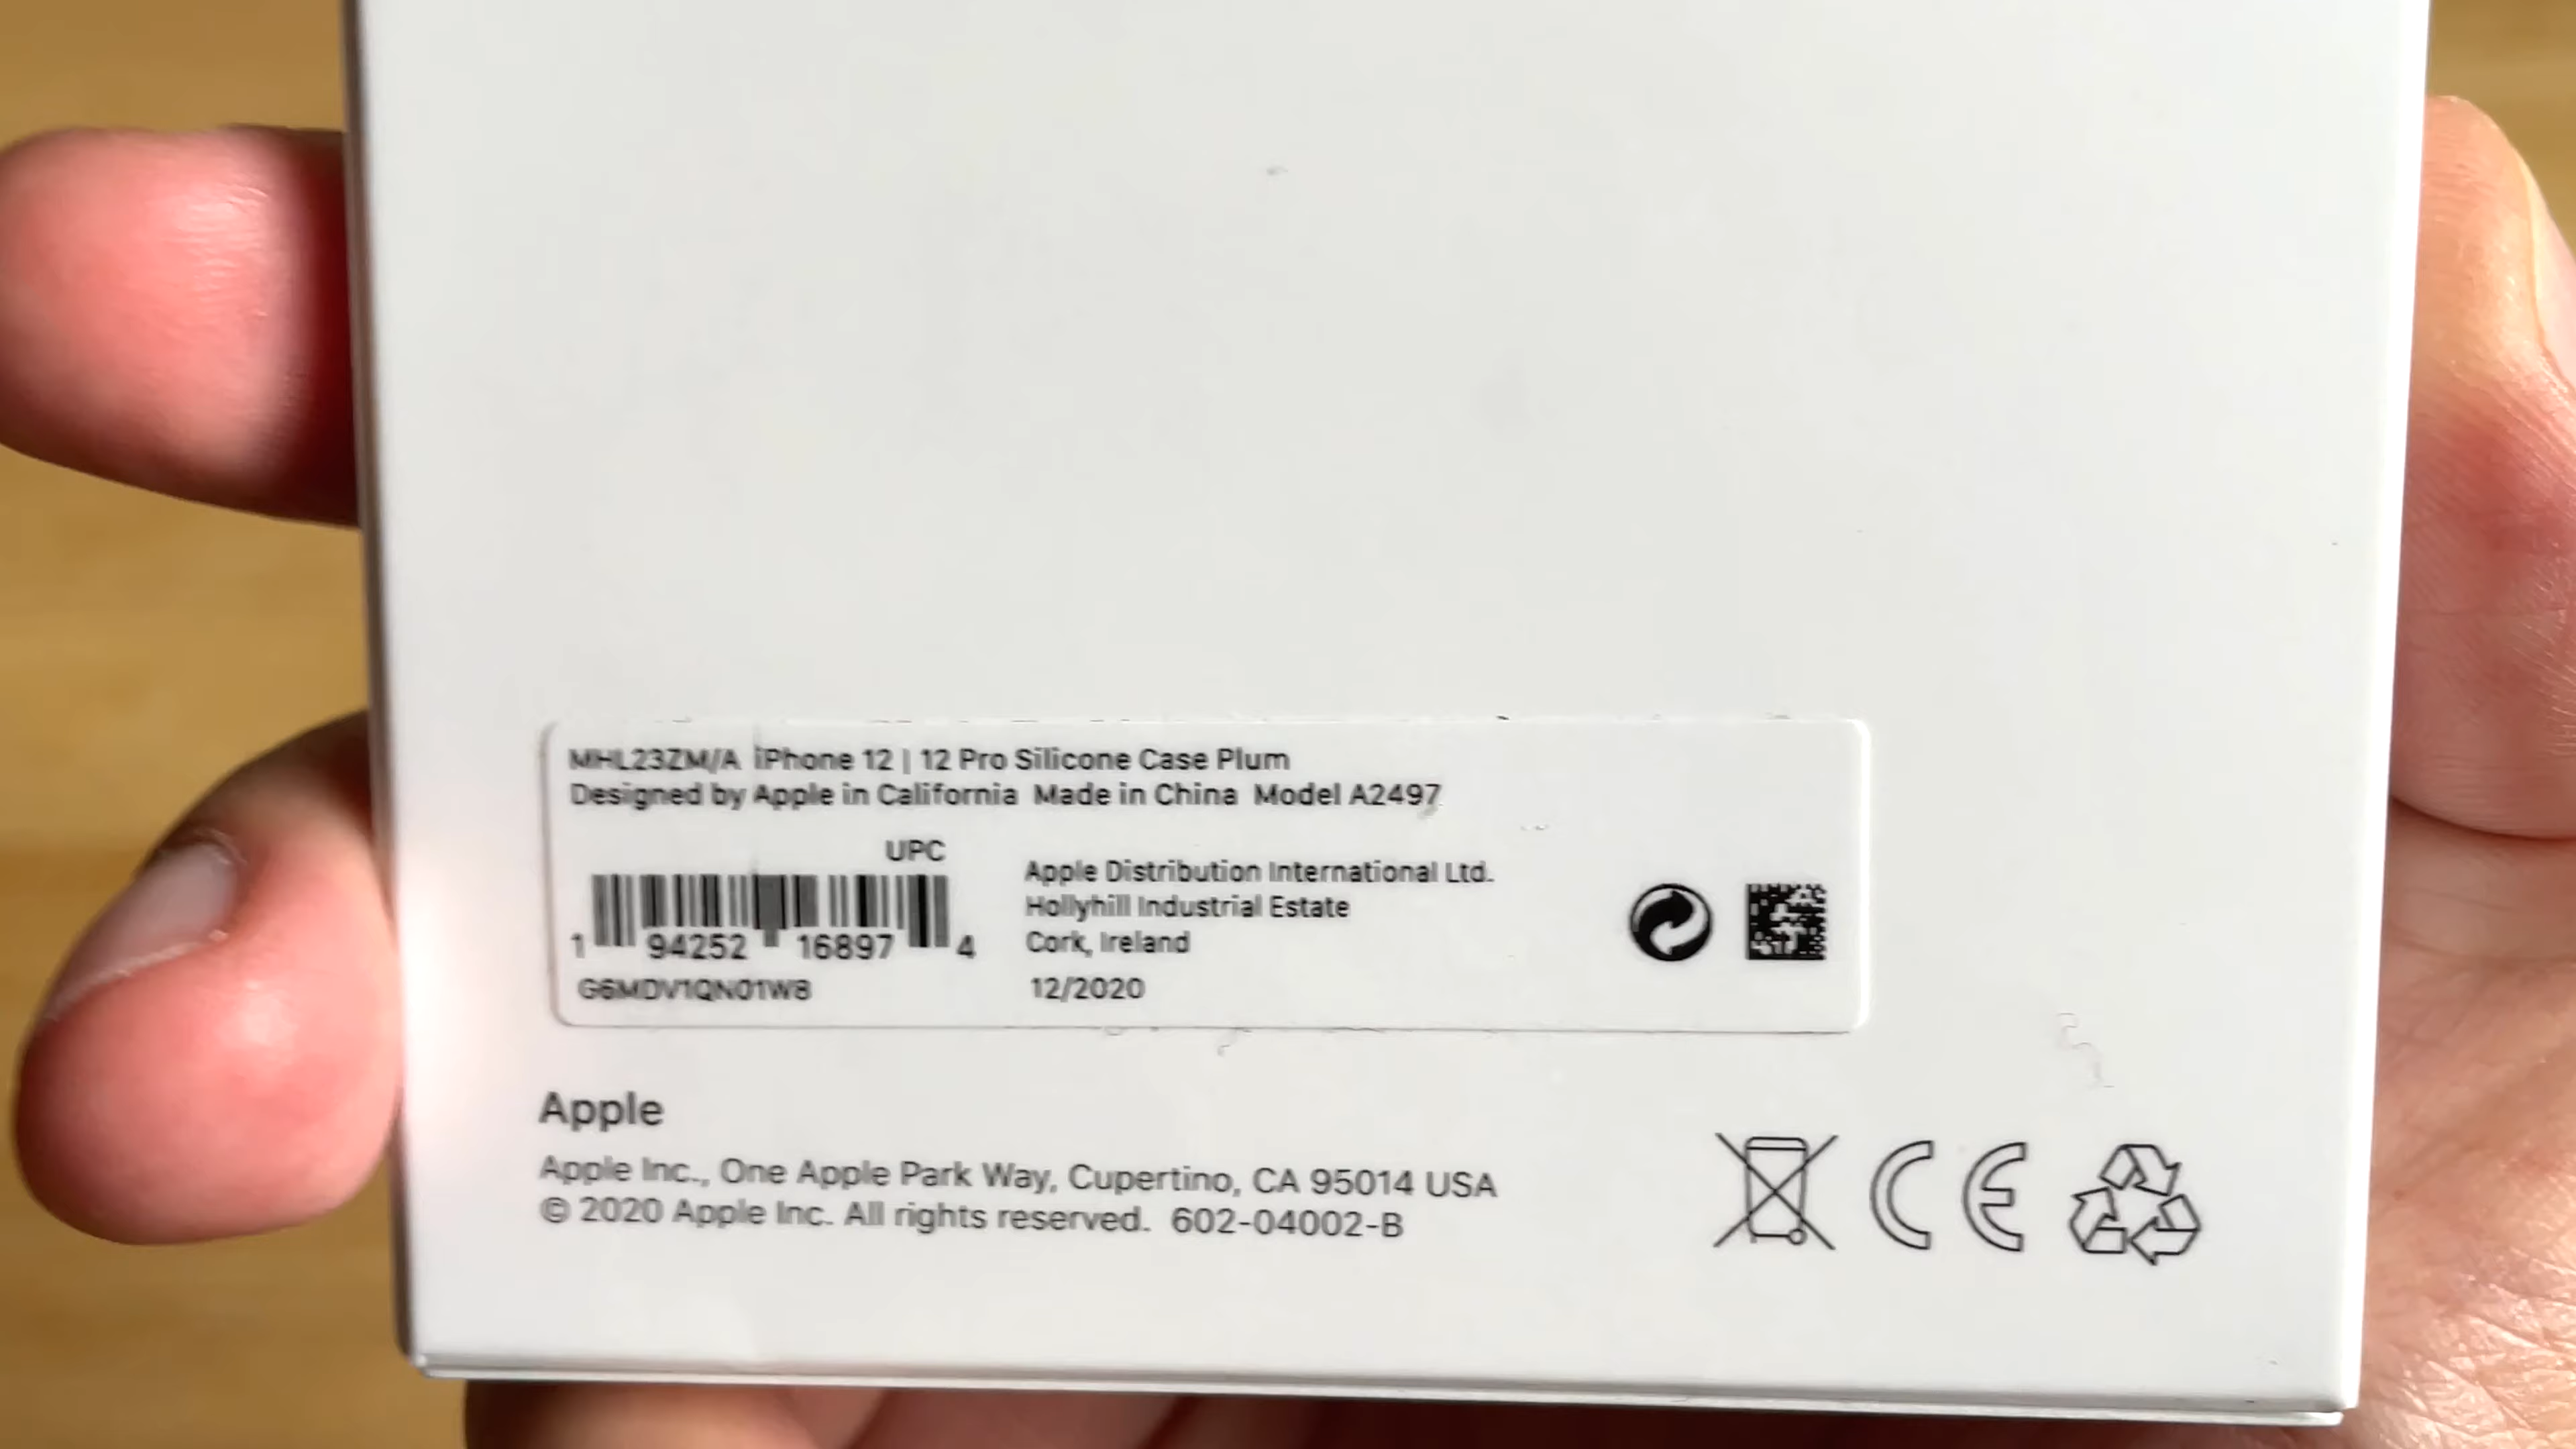 MHL23ZM/A iPhone 12 | 12 Pro Silicone Case Plum
Designed by Apple in California Made in China Model A2497
UPC
1 94252 16897 4
G6MDV1QN01W8
Apple Distribution International Ltd.
Hollyhill Industrial Estate
Cork, Ireland
12/2020
Apple
Apple Inc., One Apple Park Way, Cupertino, CA 95014 USA
© 2020 Apple Inc. All rights reserved. 602-04002-B
CE